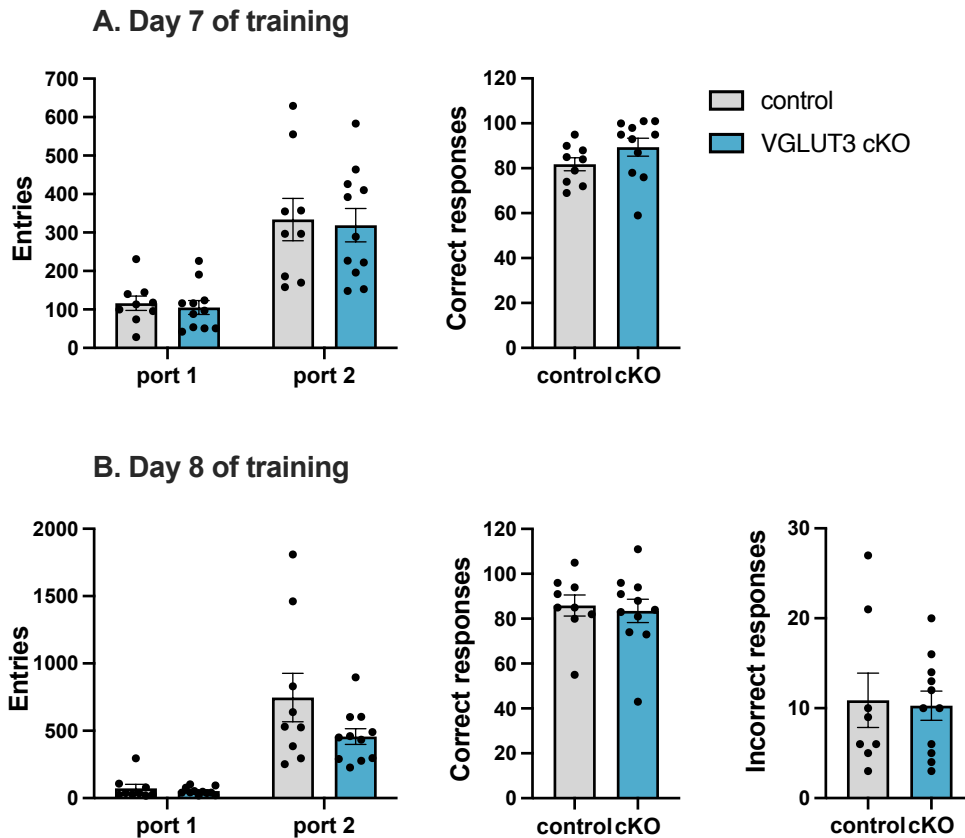 A. Day 7 of training
Entries
700
600
500
400
300
200
100
0
port 1
port 2
Correct responses
120
100
80
60
40
20
0
control cKO
control
VGLUT3 cKO
B. Day 8 of training
Entries
2000
1500
1000
500
0
port 1
port 2
Correct responses
120
100
80
60
40
20
0
control cKO
Incorrect responses
30
20
10
0
control cKO